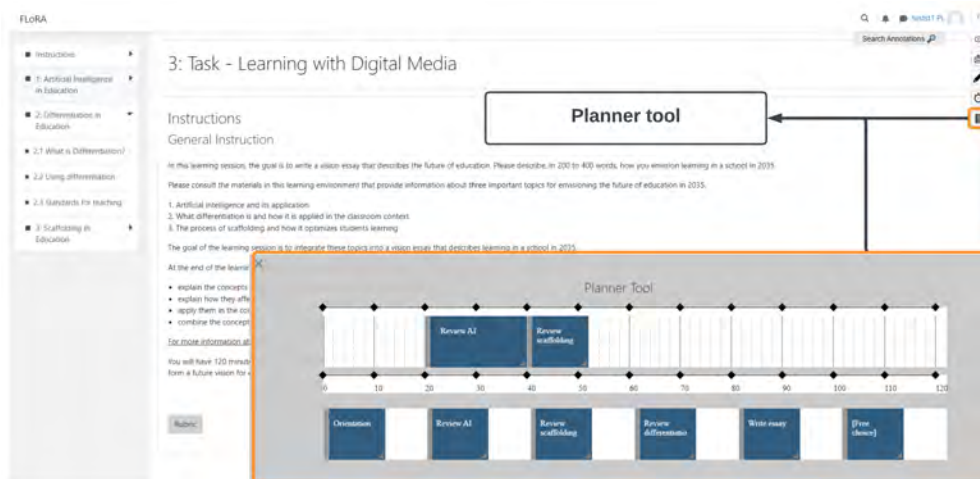 FLoRA
Search Annotations
Instructions
1: Artificial Intelligence
in Education
2: Differentiation in
Education
2.1 What is Differentiation?
2.2 Using differentiation
2.3 Standards for teaching
3: Scaffolding in
Education
3: Task - Learning with Digital Media
Planner tool
Instructions
General Instruction
In this learning session, the goal is to write a vision essay that describes the future of education. Please describe, in 200 to 400 words, how you envision learning in a school in 2035.
Please consult the materials in this learning environment that provide information about three important topics for envisioning the future of education in 2035.
1. Artificial intelligence and its application
2. What differentiation is and how it is applied in the classroom context
3. The process of scaffolding and how it optimizes students learning
The goal of the learning session is to integrate these topics into a vision essay that describes learning in a school in 2035.
At the end of the
explain the concepts
explain how they
apply them in the
combine the
For more information
You will have 120
form a future vision for
Rubric
Planner Tool
Review AI
Review
scaffolding
0 10 20 30 40 50 60 70 80 90 100 110 120
Orientation
Review AI
Review
scaffolding
Review
differentiatio
Write essay
[Free
choice]